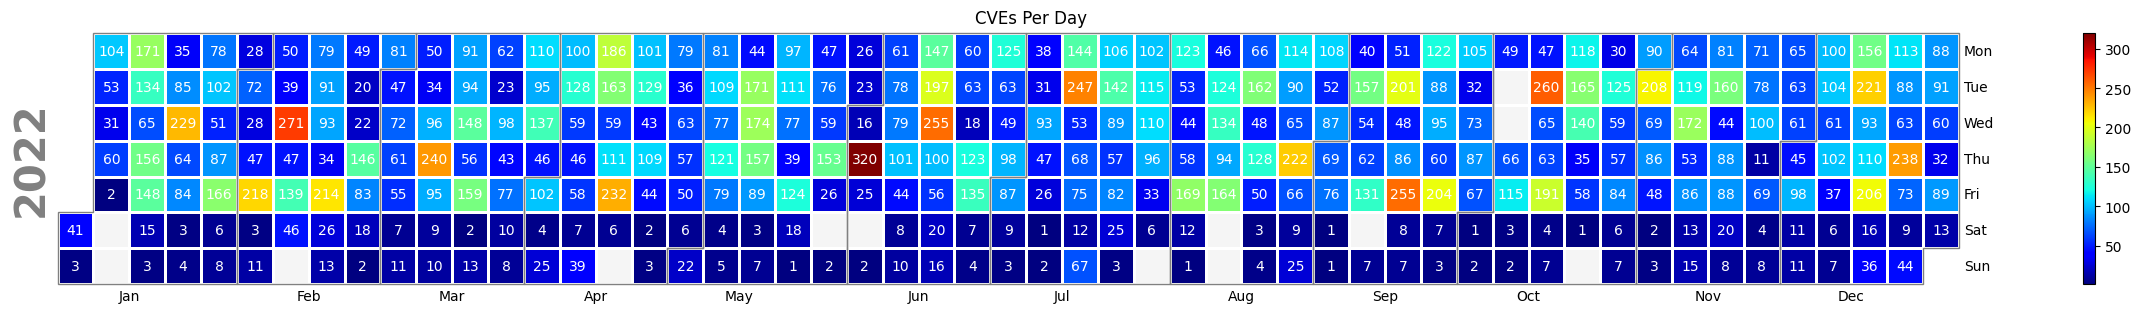 CVEs Per Day
104 171 35 78 28 50 79 49 81 50 91 62 110 100 186 101 79 81 44 97 47 26 61 147 60 125 38 144 106 102 123 46 66 114 108 40 51 122 105 49 47 118 30 90 64 81 71 65 100 156 113 88 Mon
53 134 85 102 72 39 91 20 47 34 94 23 95 128 163 129 36 109 171 111 76 23 78 197 63 63 31 247 142 115 53 124 162 90 52 157 201 88 32 260 165 125 208 119 160 78 63 104 221 88 91 Tue
31 65 229 51 28 271 93 22 72 96 148 98 137 59 59 43 63 77 174 77 59 16 79 255 18 49 93 53 89 110 44 134 48 65 87 54 48 95 73 65 140 59 69 172 44 100 61 61 93 63 60 Wed
60 156 64 87 47 47 34 146 61 240 56 43 46 46 111 109 57 121 157 39 153 320 101 100 123 98 47 68 57 96 58 94 128 222 69 62 86 60 87 66 63 35 57 86 53 88 11 45 102 110 238 32 Thu
2 148 84 166 218 139 214 83 55 95 159 77 102 58 232 44 50 79 89 124 26 25 44 56 135 87 26 75 82 33 169 164 50 66 76 131 255 204 67 115 191 58 84 48 86 88 69 98 37 206 73 89 Fri
41 15 3 6 3 46 26 18 7 9 2 10 4 7 6 2 6 4 3 18 8 20 7 9 1 12 25 6 12 3 9 1 8 7 1 3 4 1 6 2 13 20 4 11 6 16 9 13 Sat
3 3 4 8 11 13 2 11 10 13 8 25 39 3 22 5 7 1 2 2 10 16 4 3 2 67 3 1 4 25 1 7 7 3 2 2 7 7 3 15 8 8 11 7 36 44 Sun
Jan Feb Mar Apr May Jun Jul Aug Sep Oct Nov Dec
2022
300
250
200
150
100
50